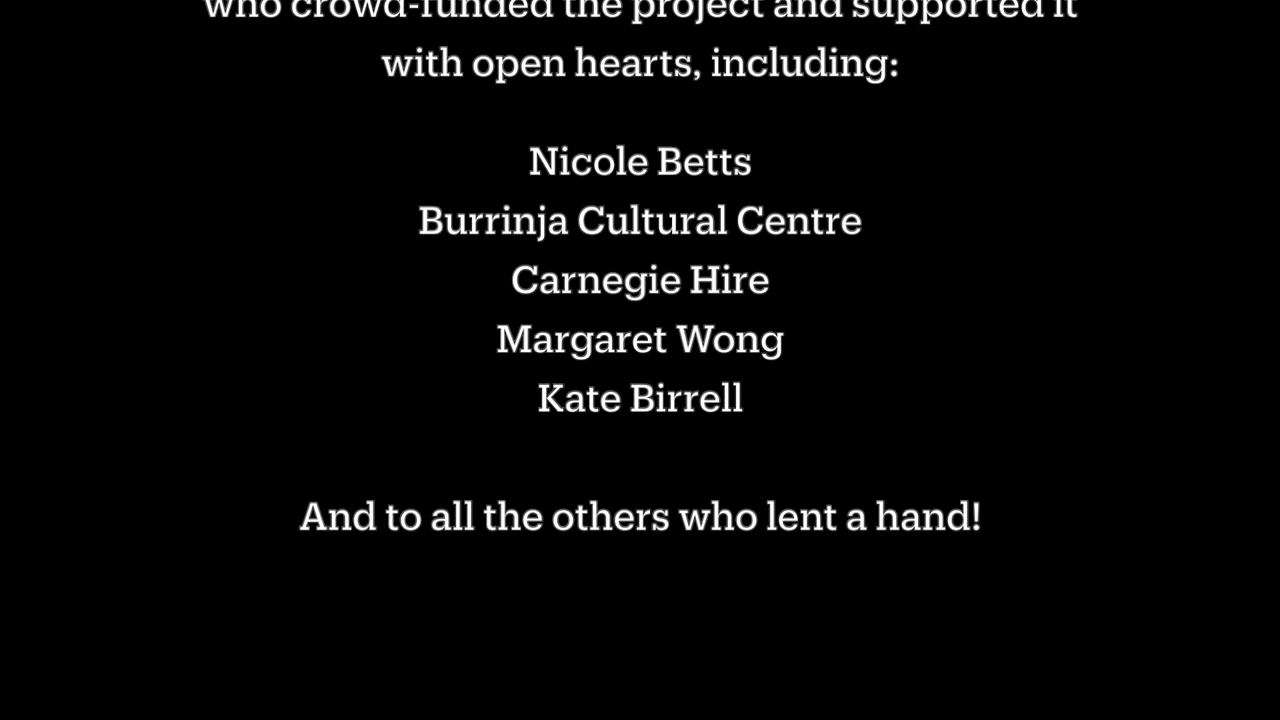 who crowd-funded the project and supported it
with open hearts, including:
Nicole Betts
Burrinja Cultural Centre
Carnegie Hire
Margaret Wong
Kate Birrell
And to all the others who lent a hand!